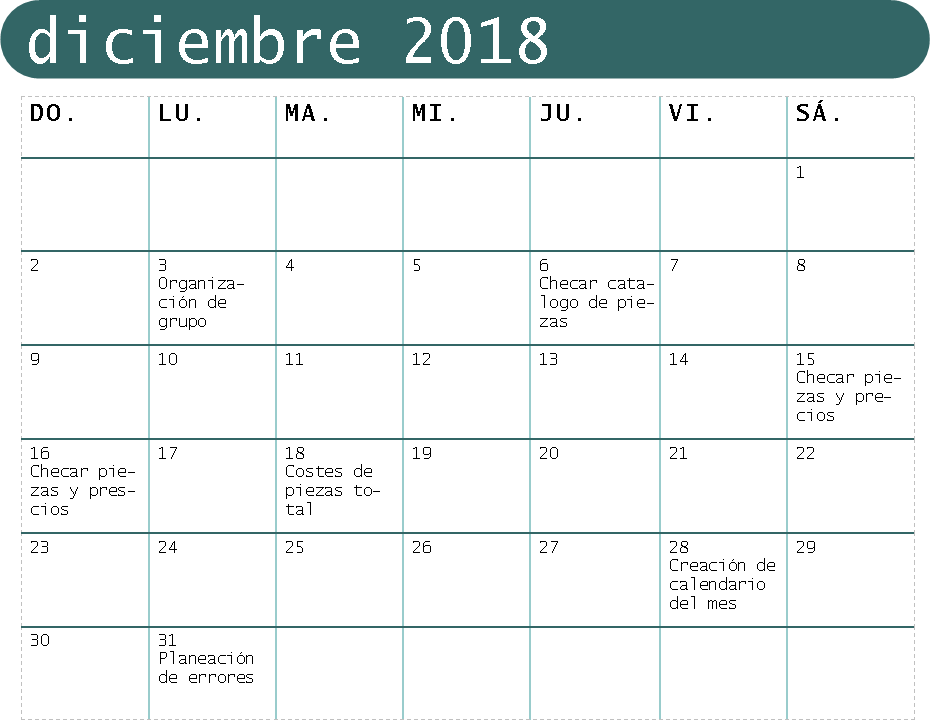 diciembre 2018
DO. LU. MA. MI. JU. VI. SÁ.
1
2 3 4 5 6 7 8
Organiza-
ción de
grupo
Checar cata-
logo de pie-
zas
9 10 11 12 13 14 15
Checar pie-
zas y pre-
cios
16 17 18 19 20 21 22
Checar pie-
zas y pres-
cios
Costes de
piezas to-
tal
23 24 25 26 27 28 29
Creación de
calendario
del mes
30 31
Planeación
de errores